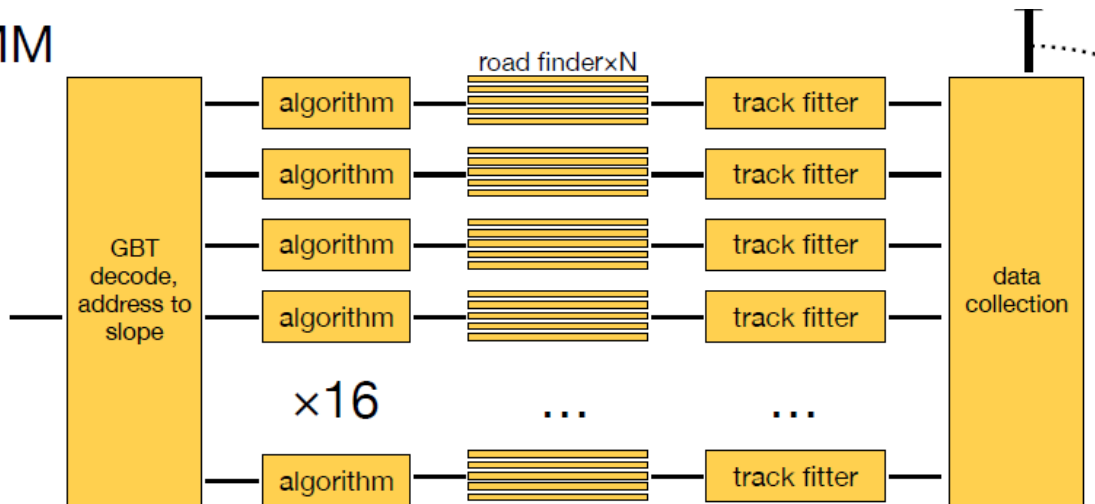 MM
road finder×N
algorithm
track fitter
algorithm
track fitter
algorithm
track fitter
algorithm
track fitter
GBT
decode,
address to
slope
data
collection
×16
...
...
algorithm
track fitter